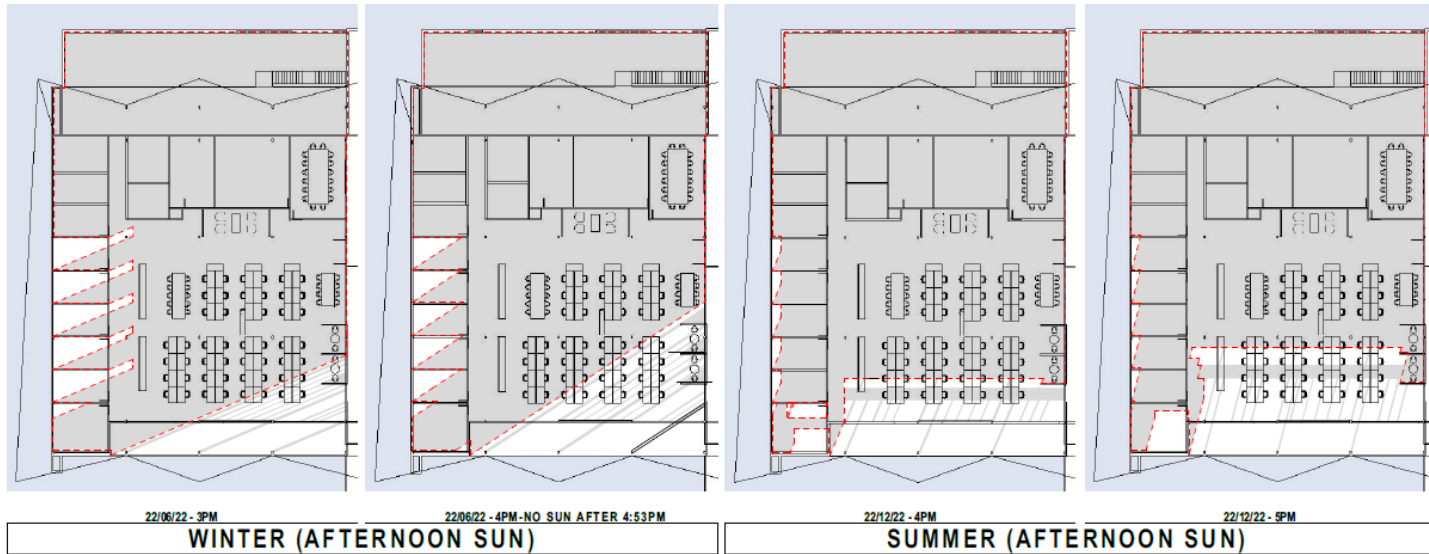 22/06/22 - 3PM
22/06/22 - 4PM-NO SUN AFTER 4:53PM
22/12/22 - 4PM
22/12/22 - 5PM
WINTER (AFTERNOON SUN)
SUMMER (AFTERNOON SUN)